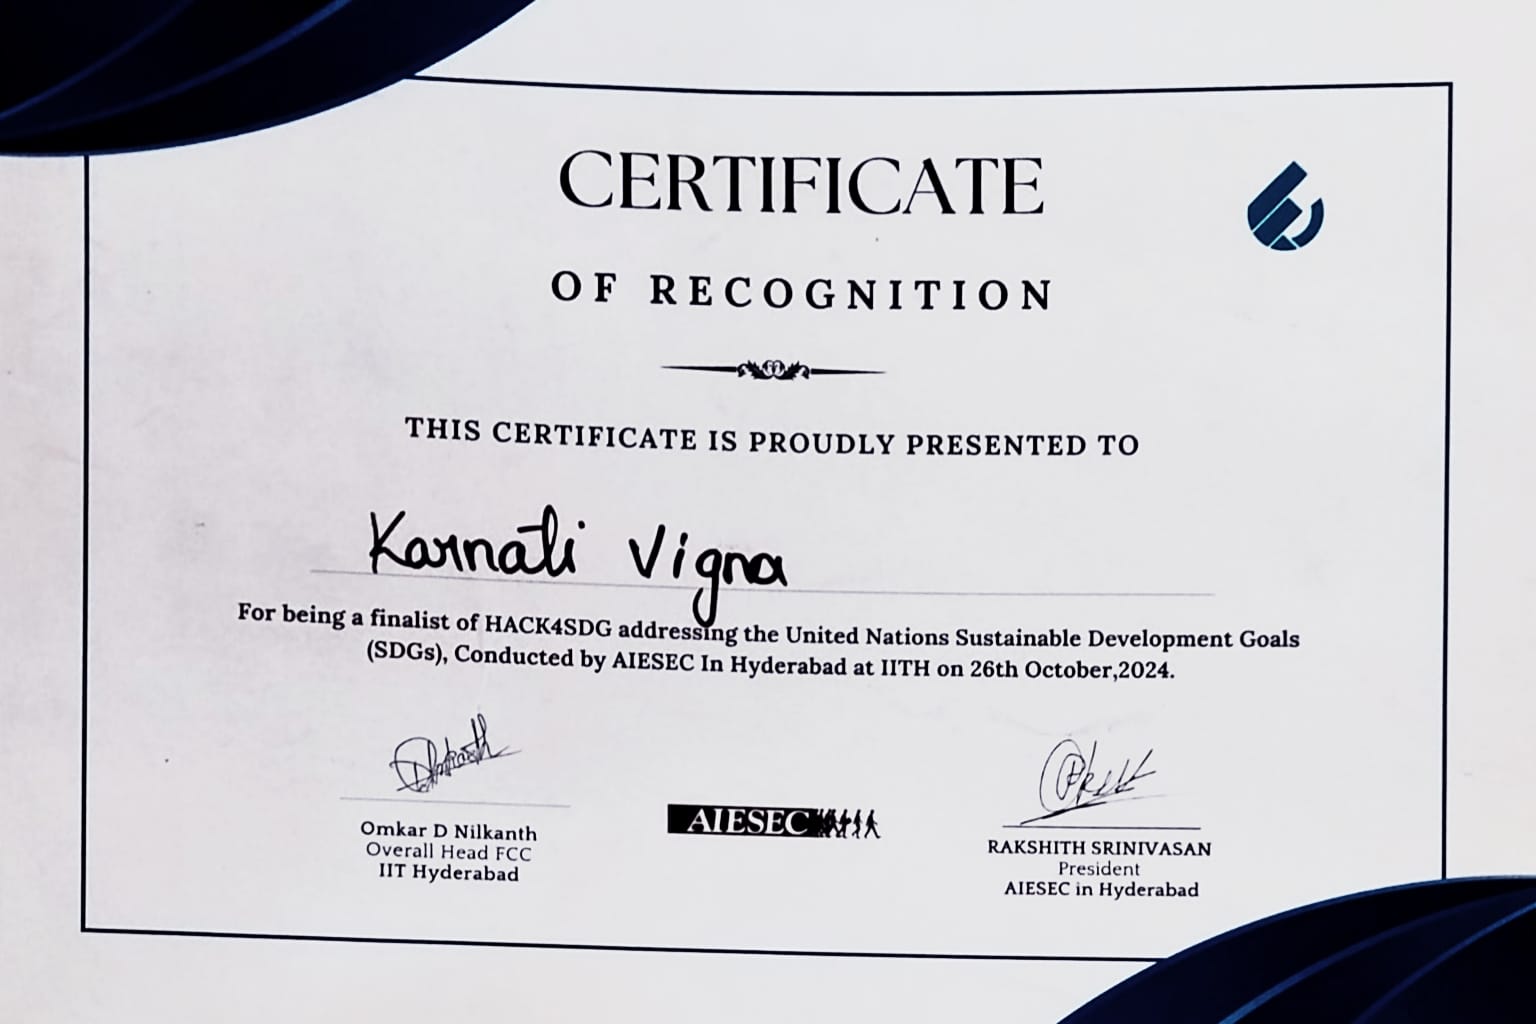 CERTIFICATE
OF RECOGNITION
THIS CERTIFICATE IS PROUDLY PRESENTED TO
Karnati Vigna
For being a finalist of HACK4SDG addressing the United Nations Sustainable Development Goals
(SDGs), Conducted by AIESEC In Hyderabad at IITH on 26th October,2024.
Omkar D Nilkanth
Overall Head FCC
IIT Hyderabad
AIESEC
RAKSHITH SRINIVASAN
President
AIESEC in Hyderabad